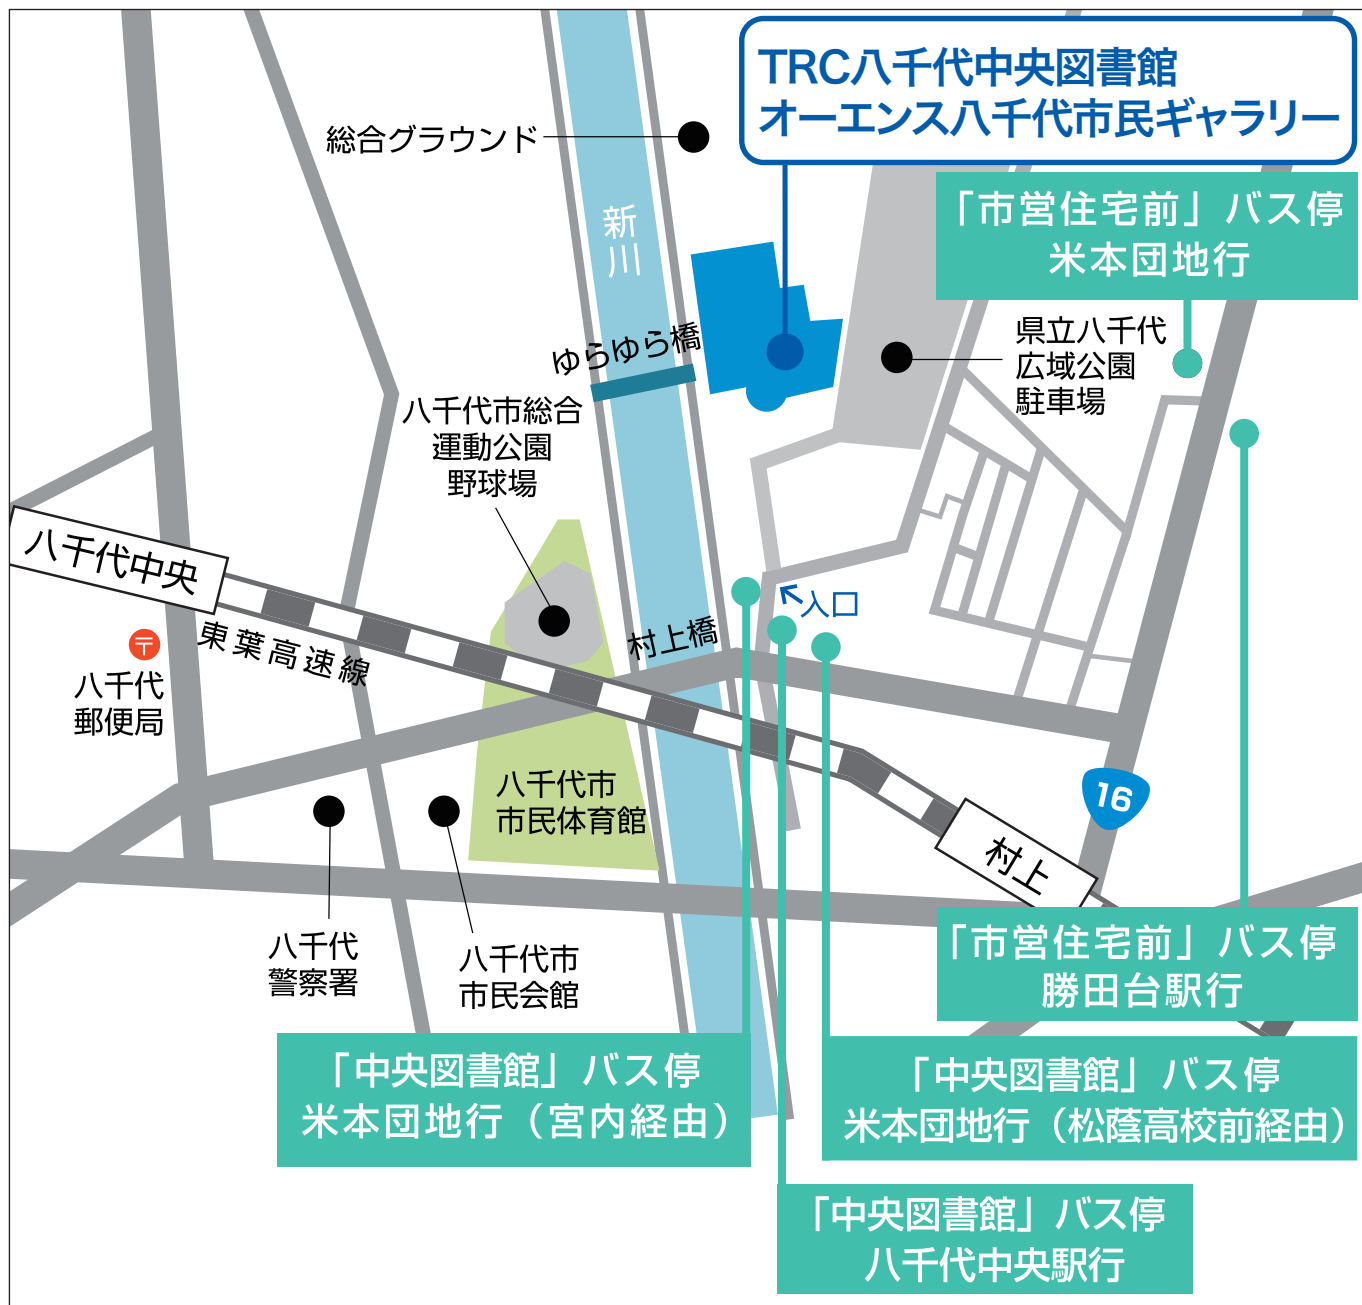 TRC八千代中央図書館
オーエンス八千代市民ギャラリー
総合グラウンド
「市営住宅前」バス停
米本団地行
新川
ゆらゆら橋
県立八千代
広域公園
駐車場
八千代市総合
運動公園
野球場
八千代中央
東葉高速線
入口
村上橋
〒
八千代
郵便局
八千代市
市民体育館
16
村上
八千代
警察署
八千代市
市民会館
「市営住宅前」バス停
勝田台駅行
「中央図書館」バス停
米本団地行（宮内経由）
「中央図書館」バス停
米本団地行（松蔭高校前経由）
「中央図書館」バス停
八千代中央駅行